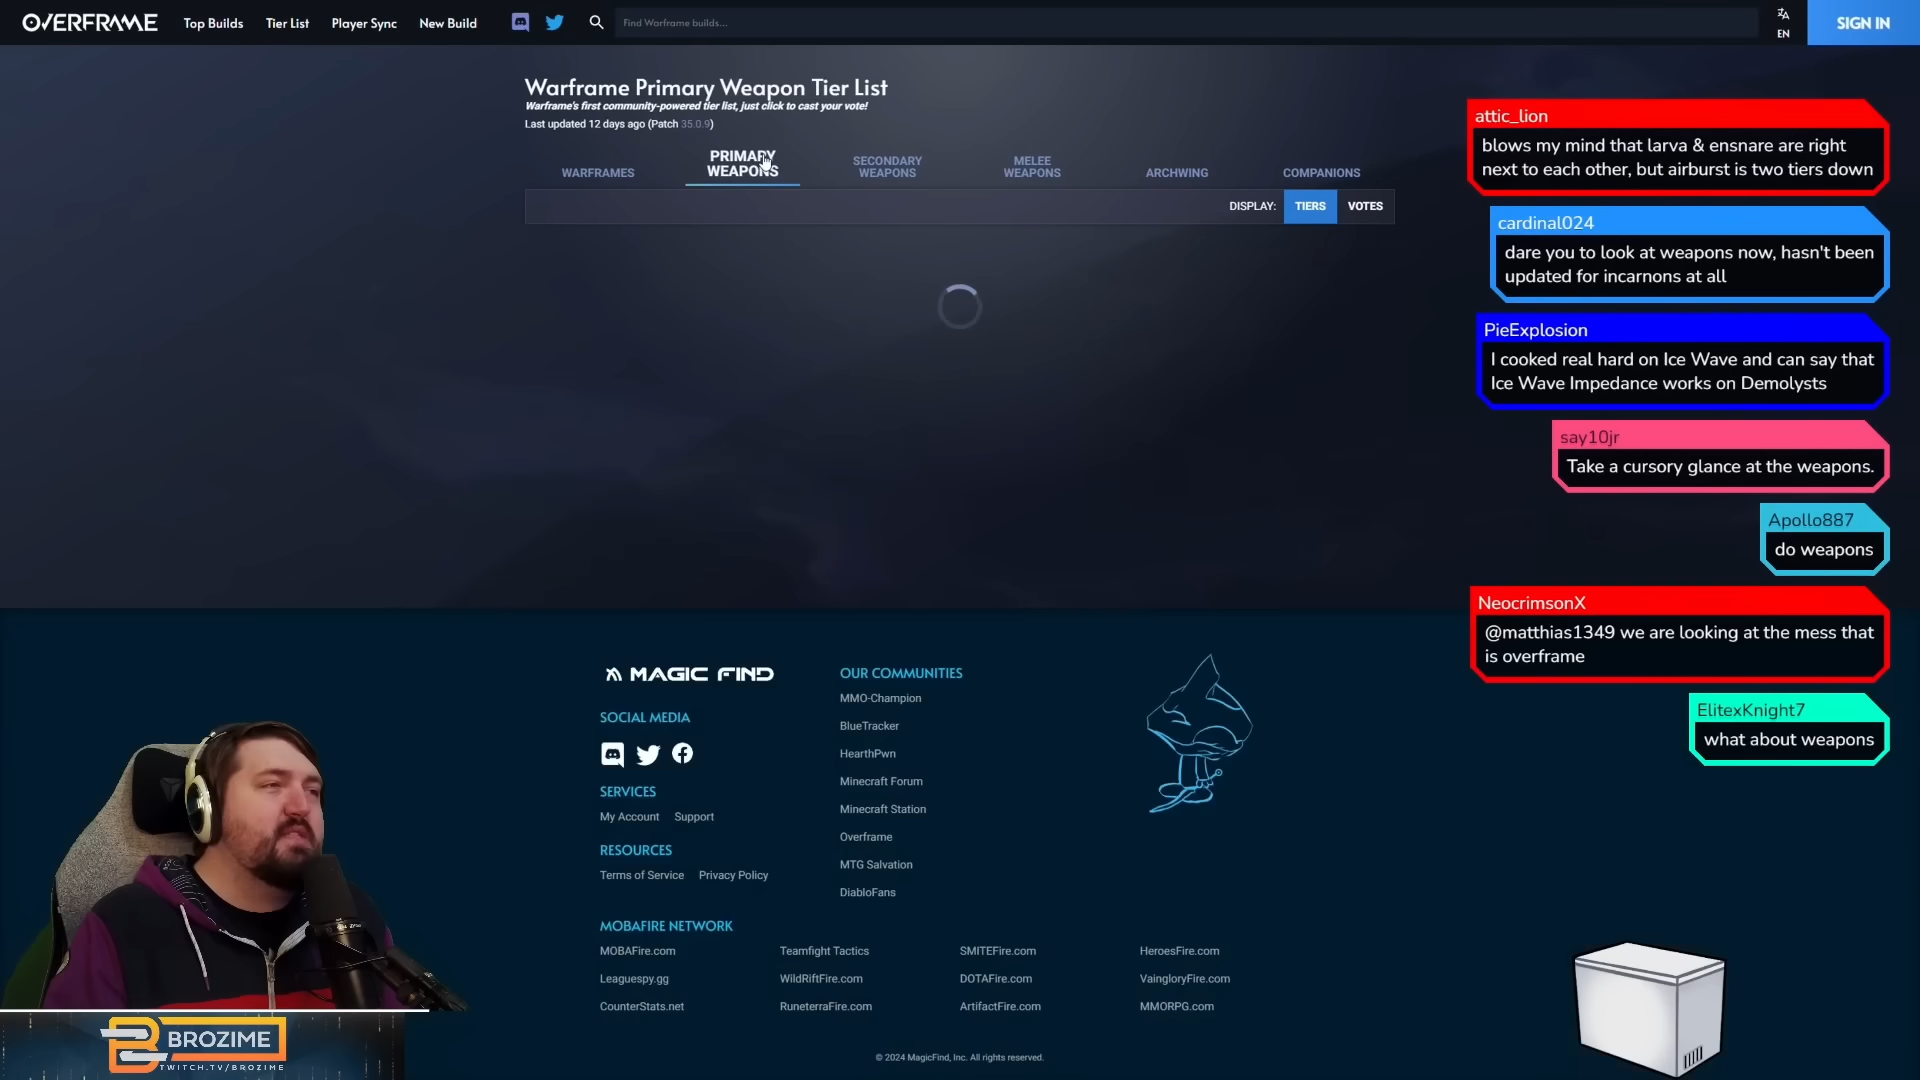 OVERFRAME
Top Builds
Tier List
Player Sync
New Build
Find Warframe builds...
EN
SIGN IN
Warframe Primary Weapon Tier List
Warframe's first community-powered tier list, just click to cast your vote!
Last updated 12 days ago (Patch 35.0.9)
WARFRAMES
PRIMARY
WEAPONS
SECONDARY
WEAPONS
MELEE
WEAPONS
ARCHWING
COMPANIONS
DISPLAY:
TIERS
VOTES
attic_lion
blows my mind that larva & ensnare are right
next to each other, but airburst is two tiers down
cardinal024
dare you to look at weapons now, hasn't been
updated for incarnons at all
PieExplosion
I cooked real hard on Ice Wave and can say that
Ice Wave Impedance works on Demolysts
say10jr
Take a cursory glance at the weapons.
Apollo887
do weapons
NeocrimsonX
@matthias1349 we are looking at the mess that
is overframe
ElitexKnight7
what about weapons
MAGIC FIND
SOCIAL MEDIA
SERVICES
My Account
Support
RESOURCES
Terms of Service
Privacy Policy
OUR COMMUNITIES
MMO-Champion
BlueTracker
HearthPwn
Minecraft Forum
Minecraft Station
Overframe
MTG Salvation
DiabloFans
MOBAFIRE NETWORK
MOBAFire.com
Teamfight Tactics
SMITEFire.com
HeroesFire.com
Leaguespy.gg
WildRiftFire.com
DOTAFire.com
VaingloryFire.com
CounterStats.net
RuneterraFire.com
ArtifactFire.com
MMORPG.com
© 2024 MagicFind, Inc. All rights reserved.
BROZIME
TWITCH.TV/BROZIME